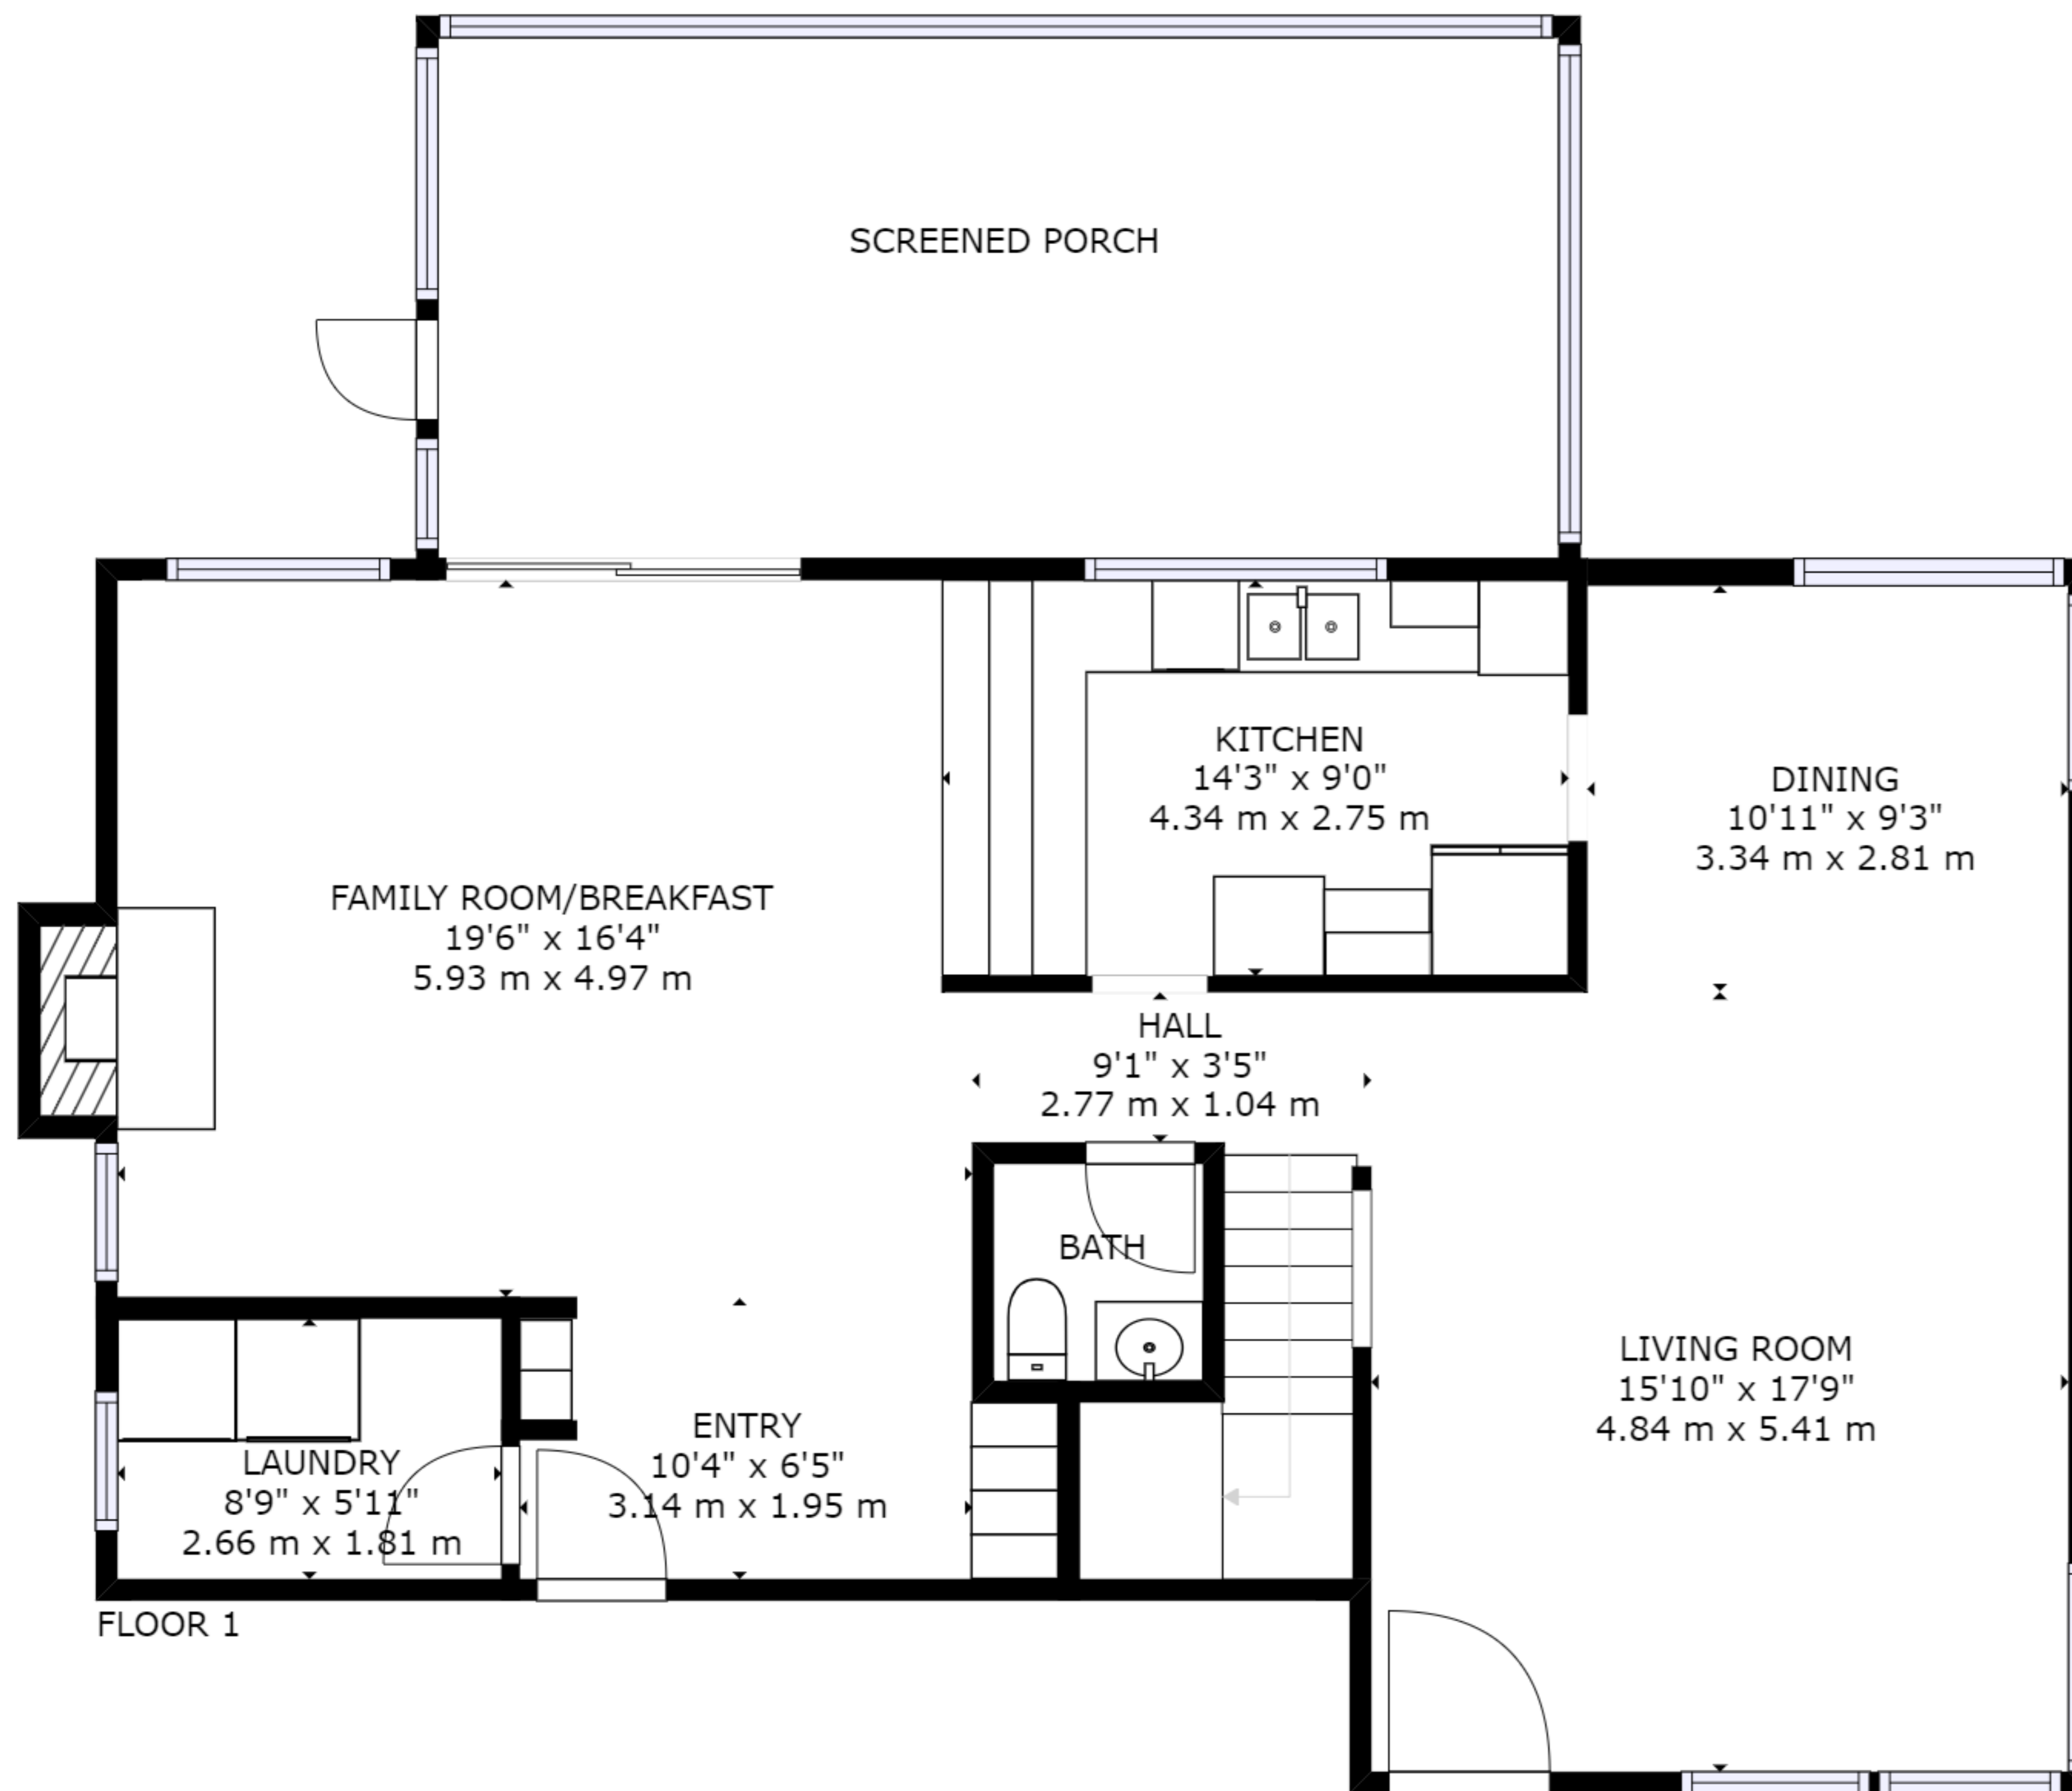 SCREENED PORCH
KITCHEN
14'3" x 9'0"
4.34 m x 2.75 m
DINING
10'11" x 9'3"
3.34 m x 2.81 m
FAMILY ROOM/BREAKFAST
19'6" x 16'4"
5.93 m x 4.97 m
HALL
9'1" x 3'5"
2.77 m x 1.04 m
BATH
LIVING ROOM
15'10" x 17'9"
4.84 m x 5.41 m
ENTRY
10'4" x 6'5"
3.14 m x 1.95 m
LAUNDRY
8'9" x 5'11"
2.66 m x 1.81 m
FLOOR 1